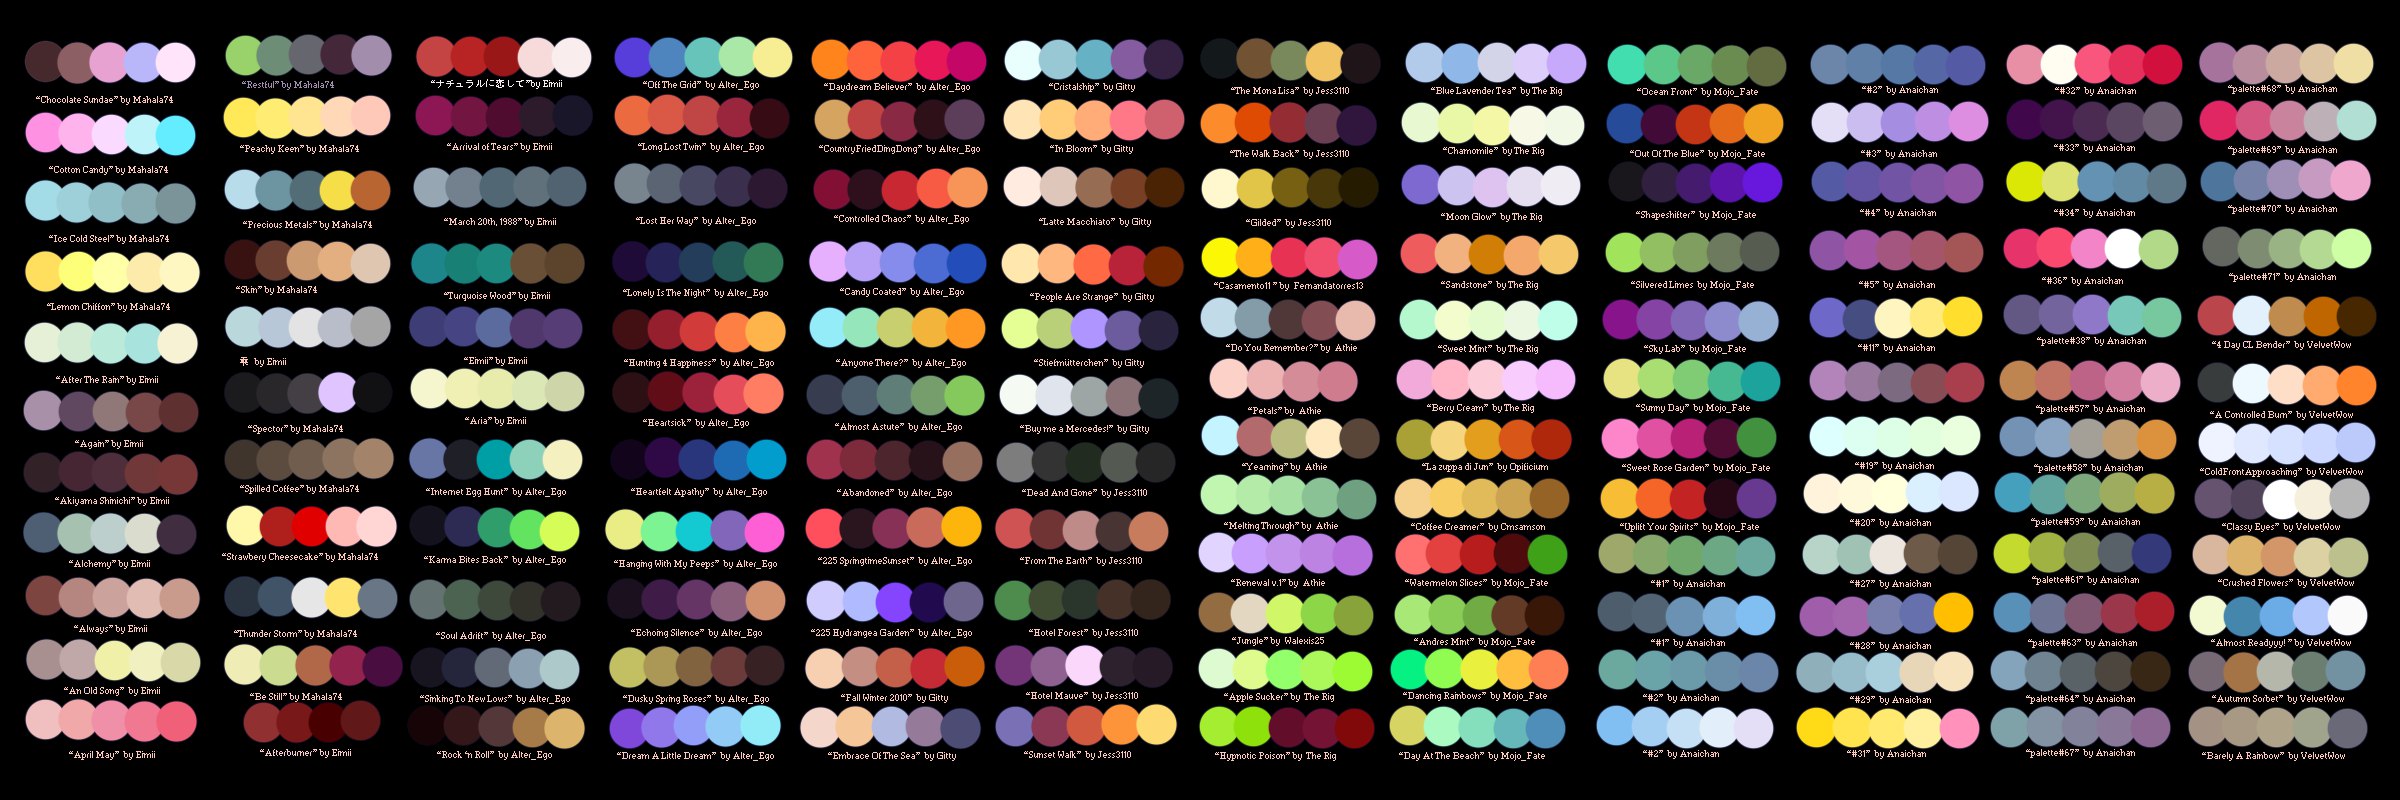 “Chocolate Sundae” by Mahala74
“Cotton Candy” by Mahala74
“Ice Cold Steel” by Mahala74
“Lemon Chiffon” by Mahala74
“After The Rain” by Eimii
“Again” by Eimii
“Akiyama Shinichi” by Eimii
“Alchemy” by Eimii
“Always” by Eimii
“An Old Song” by Eimii
“April May” by Eimii
“Restful” by Mahala74
“Peachy Keen” by Mahala74
“Precious Metals” by Mahala74
“Skin” by Mahala74
by Eimii
“Spector” by Mahala74
“Spilled Coffee” by Mahala74
“Strawbery Cheesecake” by Mahala74
“Thunder Storm” by Mahala74
“Be Still” by Mahala74
“Afterburner” by Eimii
“ナチュラルに恋して” by Eimii
“Arrival of Tears” by Eimii
“March 20th, 1988” by Eimii
“Turquoise Wood” by Eimii
“Eimii” by Eimii
“Aria” by Eimii
“Internet Egg Hunt” by Alter_Ego
“Karma Bites Back” by Alter_Ego
“Soul Adrift” by Alter_Ego
“Sinking To New Lows” by Alter_Ego
“Rock ‘n Roll” by Alter_Ego
“Off The Grid” by Alter_Ego
“Long Lost Twin” by Alter_Ego
“Lost Her Way” by Alter_Ego
“Lonely Is The Night” by Alter_Ego
“Hunting 4 Happiness” by Alter_Ego
“Heartsick” by Alter_Ego
“Heartfelt Apathy” by Alter_Ego
“Hanging With My Peeps” by Alter_Ego
“Echoing Silence” by Alter_Ego
“Dusky Spring Roses” by Alter_Ego
“Dream A Little Dream” by Alter_Ego
“Daydream Believer” by Alter_Ego
“CountryFriedDingDong” by Alter_Ego
“Controlled Chaos” by Alter_Ego
“Candy Coated” by Alter_Ego
“Anyone There?” by Alter_Ego
“Almost Astute” by Alter_Ego
“Abandoned” by Alter_Ego
“225 SpringtimeSunset” by Alter_Ego
“225 Hydrangea Garden” by Alter_Ego
“Fall Winter 2010” by Gitty
“Embrace Of The Sea” by Gitty
“Cristalship” by Gitty
“In Bloom” by Gitty
“Latte Macchiato” by Gitty
“People Are Strange” by Gitty
“Stiefmütterchen” by Gitty
“Buy me a Mercedes!” by Gitty
“Dead And Gone” by Jess3110
“From The Earth” by Jess3110
“Hotel Forest” by Jess3110
“Hotel Mauve” by Jess3110
“Sunset Walk” by Jess3110
“The Mona Lisa” by Jess3110
“The Walk Back” by Jess3110
“Gilded” by Jess3110
“Casamento11” by Fernandatorres13
“Do You Remember?” by Athie
“Petals” by Athie
“Yearning” by Athie
“Melting Through” by Athie
“Renewal v.1” by Athie
“Jungle” by Walexis25
“Apple Sucker” by The Rig
“Hypnotic Poison” by The Rig
“Blue Lavender Tea” by The Rig
“Chamomile” by The Rig
“Moon Glow” by The Rig
“Sandstone” by The Rig
“Sweet Mint” by The Rig
“Berry Cream” by The Rig
“La zuppa di Jun” by Opificium
“Coffee Creamer” by Cmsamson
“Watermelon Slices” by Mojo_Fate
“Andres Mint” by Mojo_Fate
“Dancing Rainbows” by Mojo_Fate
“Day At The Beach” by Mojo_Fate
“Ocean Front” by Mojo_Fate
“Out Of The Blue” by Mojo_Fate
“Shapeshifter” by Mojo_Fate
“Silvered Limes by Mojo_Fate
“Sky Lab” by Mojo_Fate
“Sunny Day” by Mojo_Fate
“Sweet Rose Garden” by Mojo_Fate
“Uplift Your Spirits” by Mojo_Fate
“#1” by Anaichan
“#1” by Anaichan
“#2” by Anaichan
“#2” by Anaichan
“#2” by Anaichan
“#3” by Anaichan
“#4” by Anaichan
“#5” by Anaichan
“#11” by Anaichan
“#19” by Anaichan
“#20” by Anaichan
“#27” by Anaichan
“#28” by Anaichan
“#29” by Anaichan
“#31” by Anaichan
“#32” by Anaichan
“#33” by Anaichan
“#34” by Anaichan
“#36” by Anaichan
“palette#38” by Anaichan
“palette#57” by Anaichan
“palette#58” by Anaichan
“palette#59” by Anaichan
“palette#61” by Anaichan
“palette#63” by Anaichan
“palette#64” by Anaichan
“palette#67” by Anaichan
“palette#68” by Anaichan
“palette#69” by Anaichan
“palette#70” by Anaichan
“palette#71” by Anaichan
“4 Day CL Bender” by VelvetWow
“A Controlled Burn” by VelvetWow
“ColdFrontApproaching” by VelvetWow
“Classy Eyes” by VelvetWow
“Crushed Flowers” by VelvetWow
“Almost Readyyy!” by VelvetWow
“Autumn Sorbet” by VelvetWow
“Barely A Rainbow” by VelvetWow